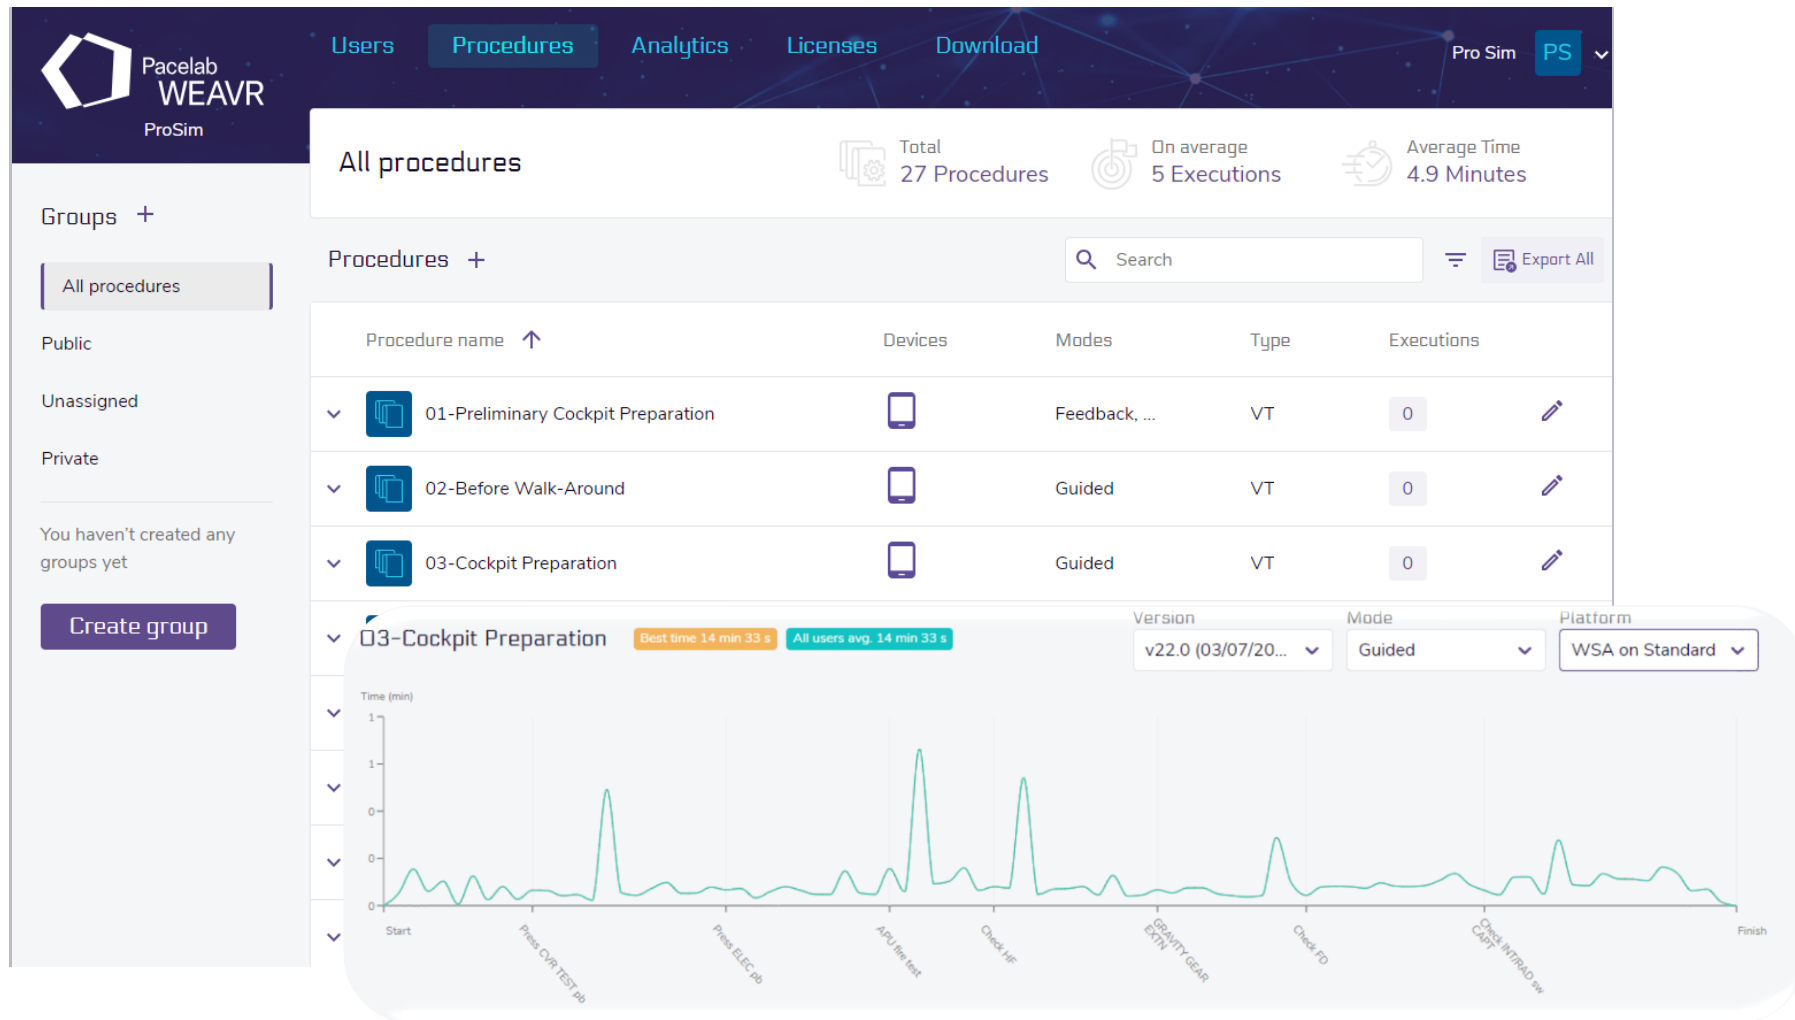 Pacelab
WEAVR
ProSim
Users
Procedures
Analytics
Licenses
Download
Pro Sim
PS
All procedures
Total
27 Procedures
On average
5 Executions
Average Time
4.9 Minutes
Groups +
All procedures
Public
Unassigned
Private
You haven't created any
groups yet
Create group
Procedures +
Search
Export All
Procedure name
Devices
Modes
Type
Executions
01-Preliminary Cockpit Preparation
Feedback, ...
VT
0
02-Before Walk-Around
Guided
VT
0
03-Cockpit Preparation
Guided
VT
0
03-Cockpit Preparation
Best time 14 min 33 s
All users avg. 14 min 33 s
Version
v22.0 (03/07/20...
Mode
Guided
Platform
WSA on Standard
Time (min)
1
1
0
0
0
Start
Press CVR TEST pb
Press ELEC pb
APU fire test
Check HF
GRAVITY GEAR
EXTN
Check FD
Check INT/RAD sw
CAPT
Finish